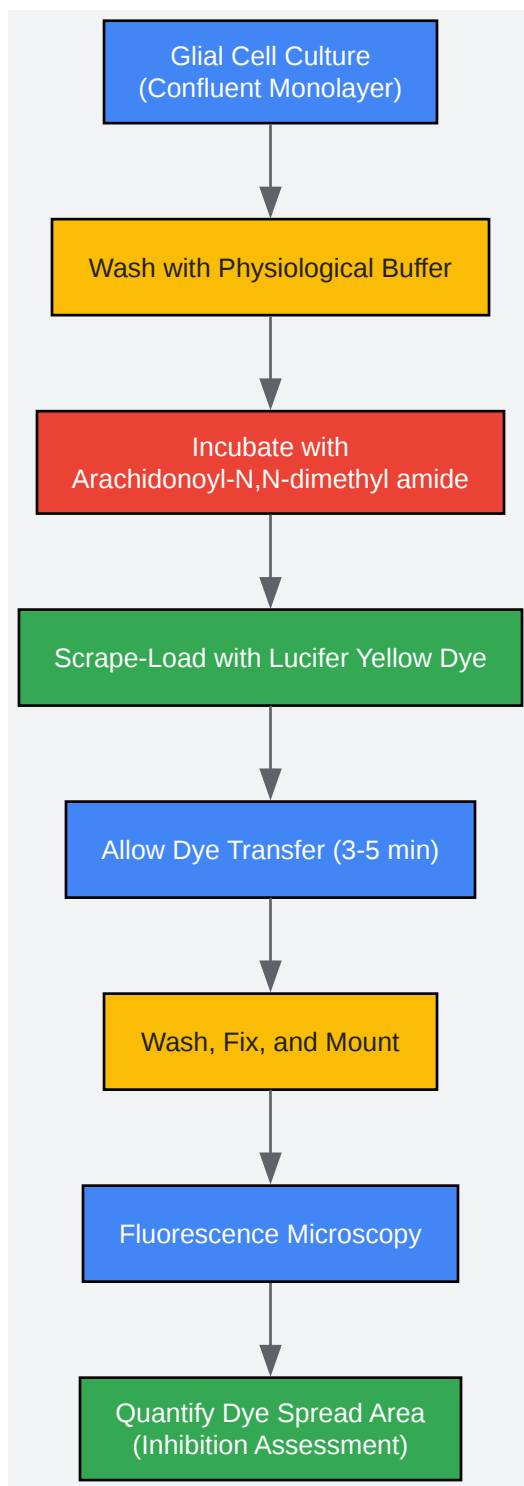 Glial Cell Culture
(Confluent Monolayer)
Wash with Physiological Buffer
Incubate with
Arachidonoyl-N,N-dimethyl amide
Scrape-Load with Lucifer Yellow Dye
Allow Dye Transfer (3-5 min)
Wash, Fix, and Mount
Fluorescence Microscopy
Quantify Dye Spread Area
(Inhibition Assessment)